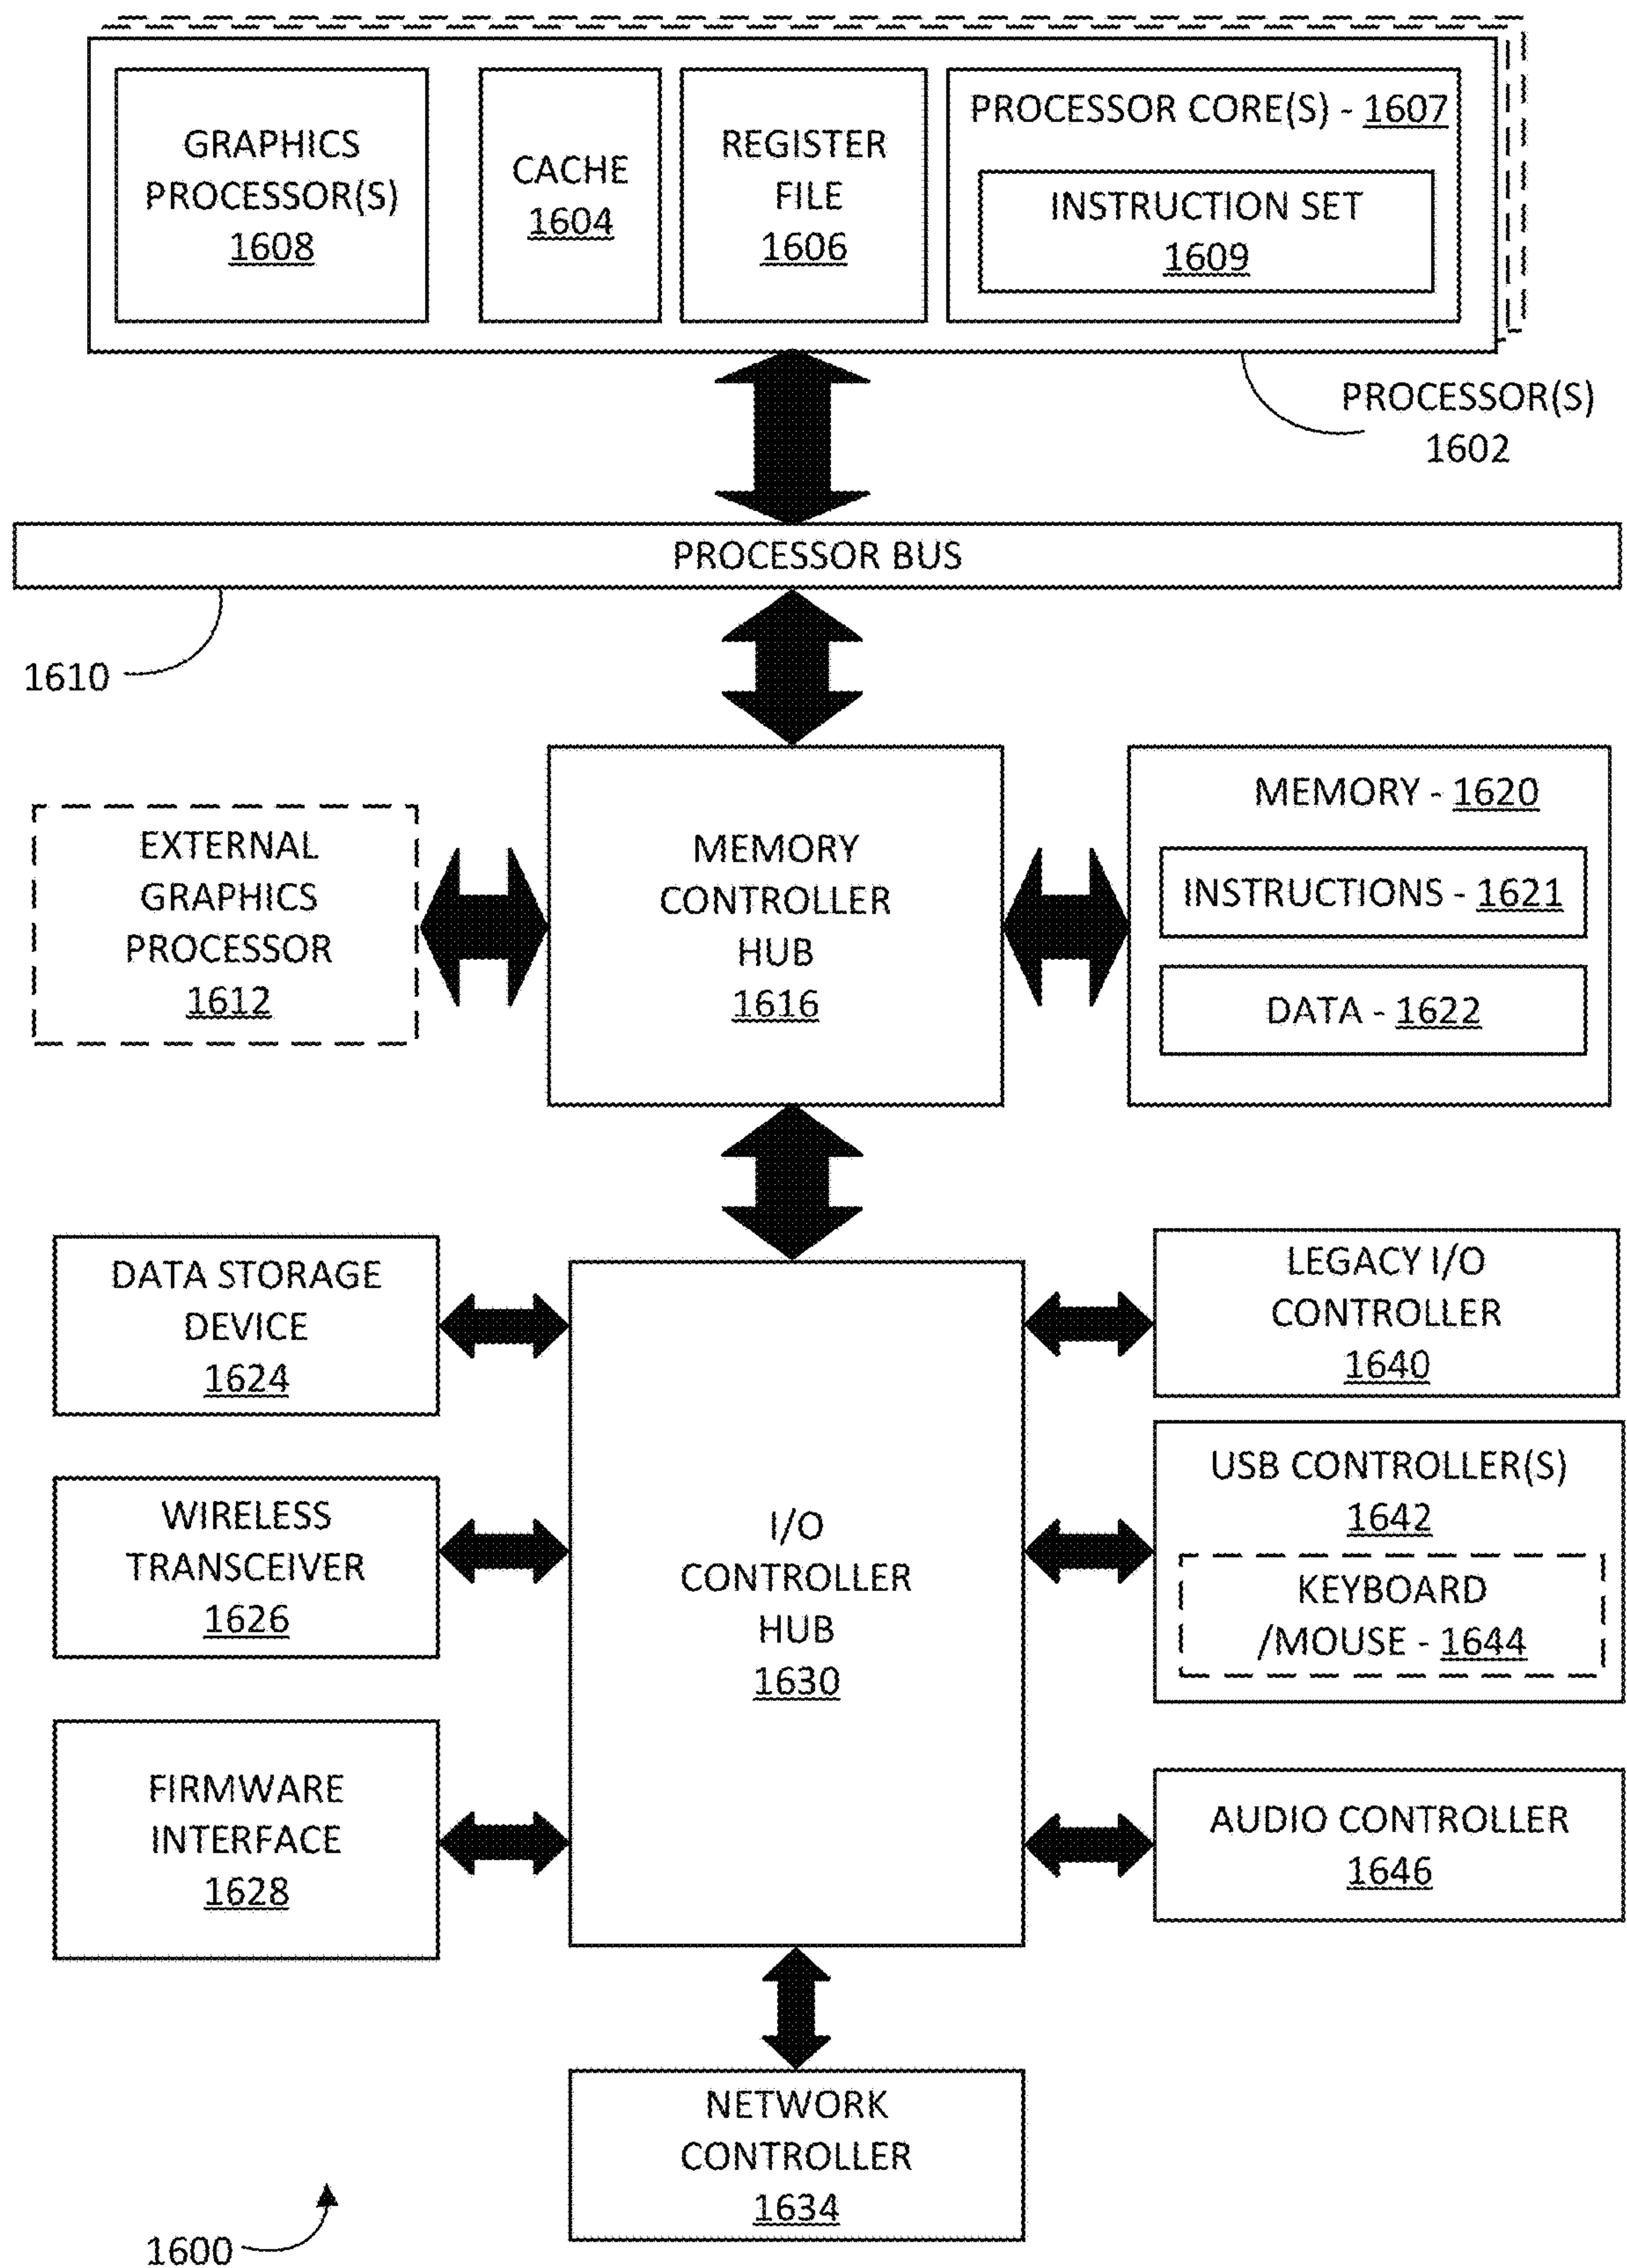 GRAPHICS
PROCESSOR(S)
1608
CACHE
1604
REGISTER
FILE
1606
PROCESSOR CORE(S) - 1607
INSTRUCTION SET
1609
PROCESSOR(S)
1602
PROCESSOR BUS
1610
EXTERNAL
GRAPHICS
PROCESSOR
1612
MEMORY
CONTROLLER
HUB
1616
MEMORY - 1620
INSTRUCTIONS - 1621
DATA - 1622
DATA STORAGE
DEVICE
1624
WIRELESS
TRANSCEIVER
1626
FIRMWARE
INTERFACE
1628
I/O
CONTROLLER
HUB
1630
LEGACY I/O
CONTROLLER
1640
USB CONTROLLER(S)
1642
KEYBOARD
/MOUSE - 1644
AUDIO CONTROLLER
1646
NETWORK
CONTROLLER
1634
1600